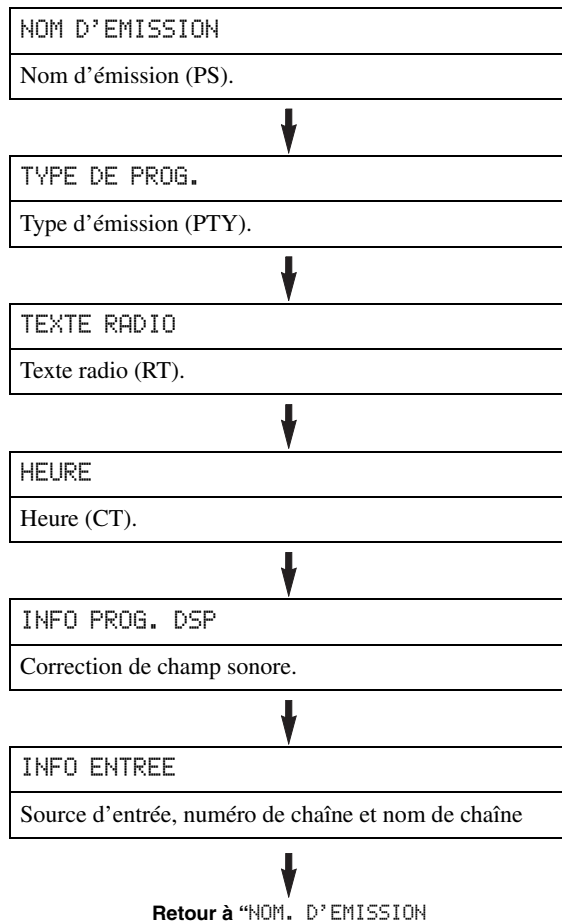 NOM D’EMISSION
Nom d’émission (PS).
TYPE DE PROG.
Type d’émission (PTY).
TEXTE RADIO
Texte radio (RT).
HEURE
Heure (CT).
INFO PROG. DSP
Correction de champ sonore.
INFO ENTREE
Source d’entrée, numéro de chaîne et nom de chaîne
Retour à “NOM. D’EMISSION